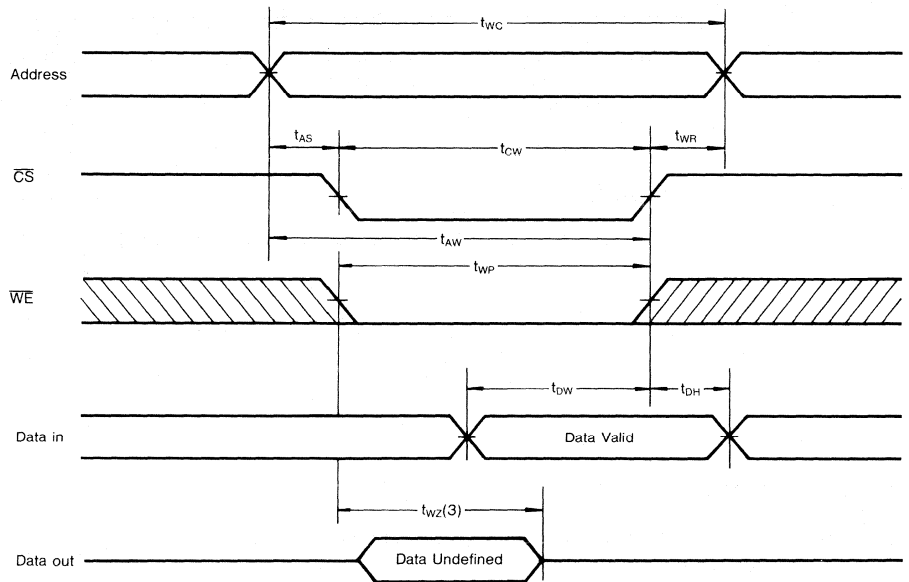 tWC
Address
tAS
tCW
tWR
CS
tAW
tWP
WE
tDW
tDH
Data in
Data Valid
tWZ(3)
Data out
Data Undefined